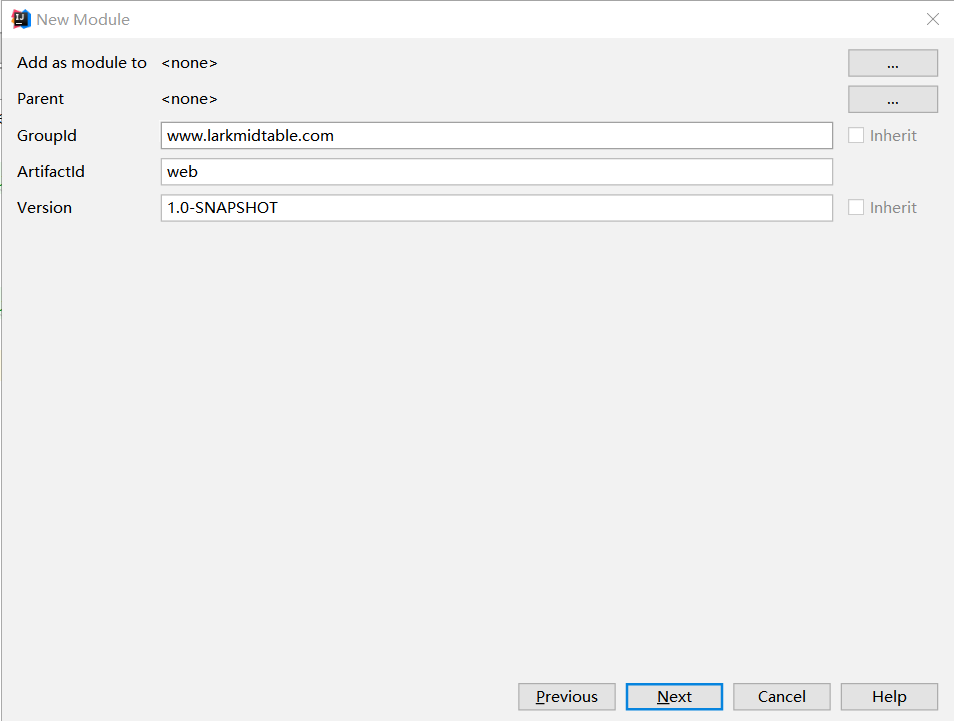 New Module
Add as module to <none> ...
Parent <none> ...
GroupId www.larkmidtable.com Inherit
ArtifactId web
Version 1.0-SNAPSHOT Inherit
Previous Next Cancel Help